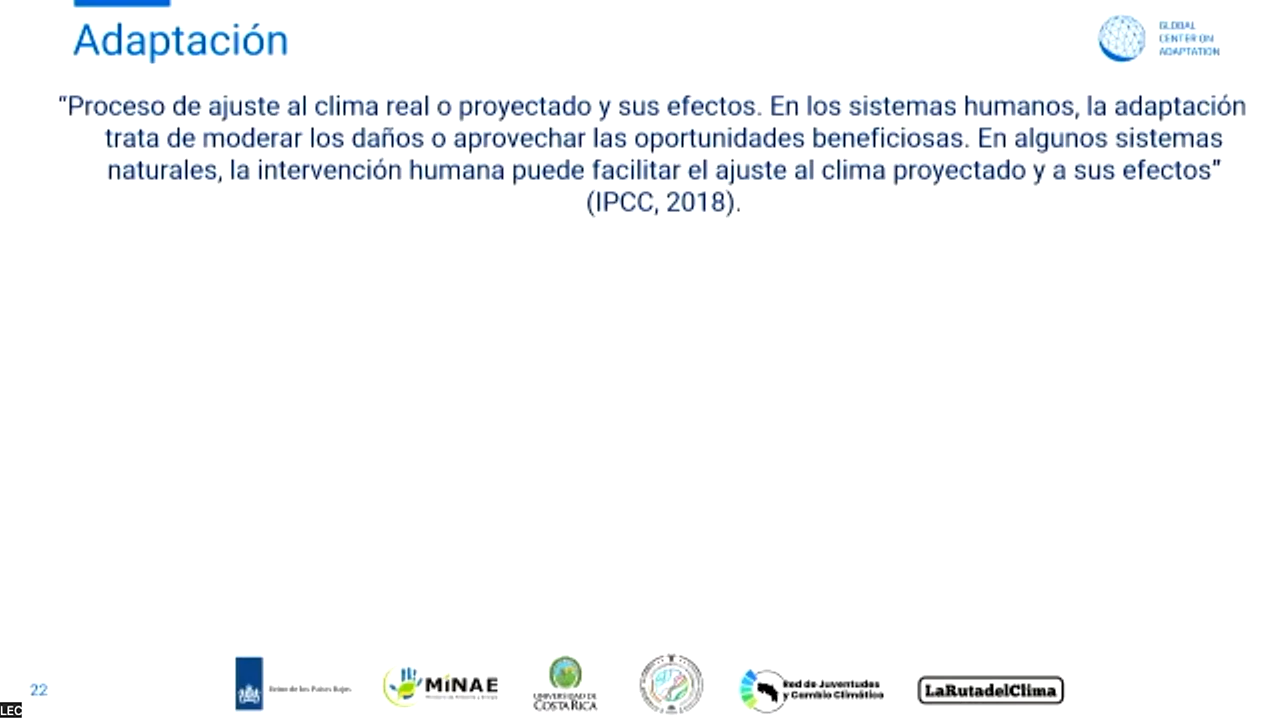 Adaptación
GLOBAL
CENTER ON
ADAPTATION
“Proceso de ajuste al clima real o proyectado y sus efectos. En los sistemas humanos, la adaptación
trata de moderar los daños o aprovechar las oportunidades beneficiosas. En algunos sistemas
naturales, la intervención humana puede facilitar el ajuste al clima proyectado y a sus efectos”
(IPCC, 2018).
Reino de los Países Bajos
MiNAE
UNIVERSIDAD DE
COSTA RICA
Red de Juventudes
y Cambio Climático
LaRutadelClima
22
LEC